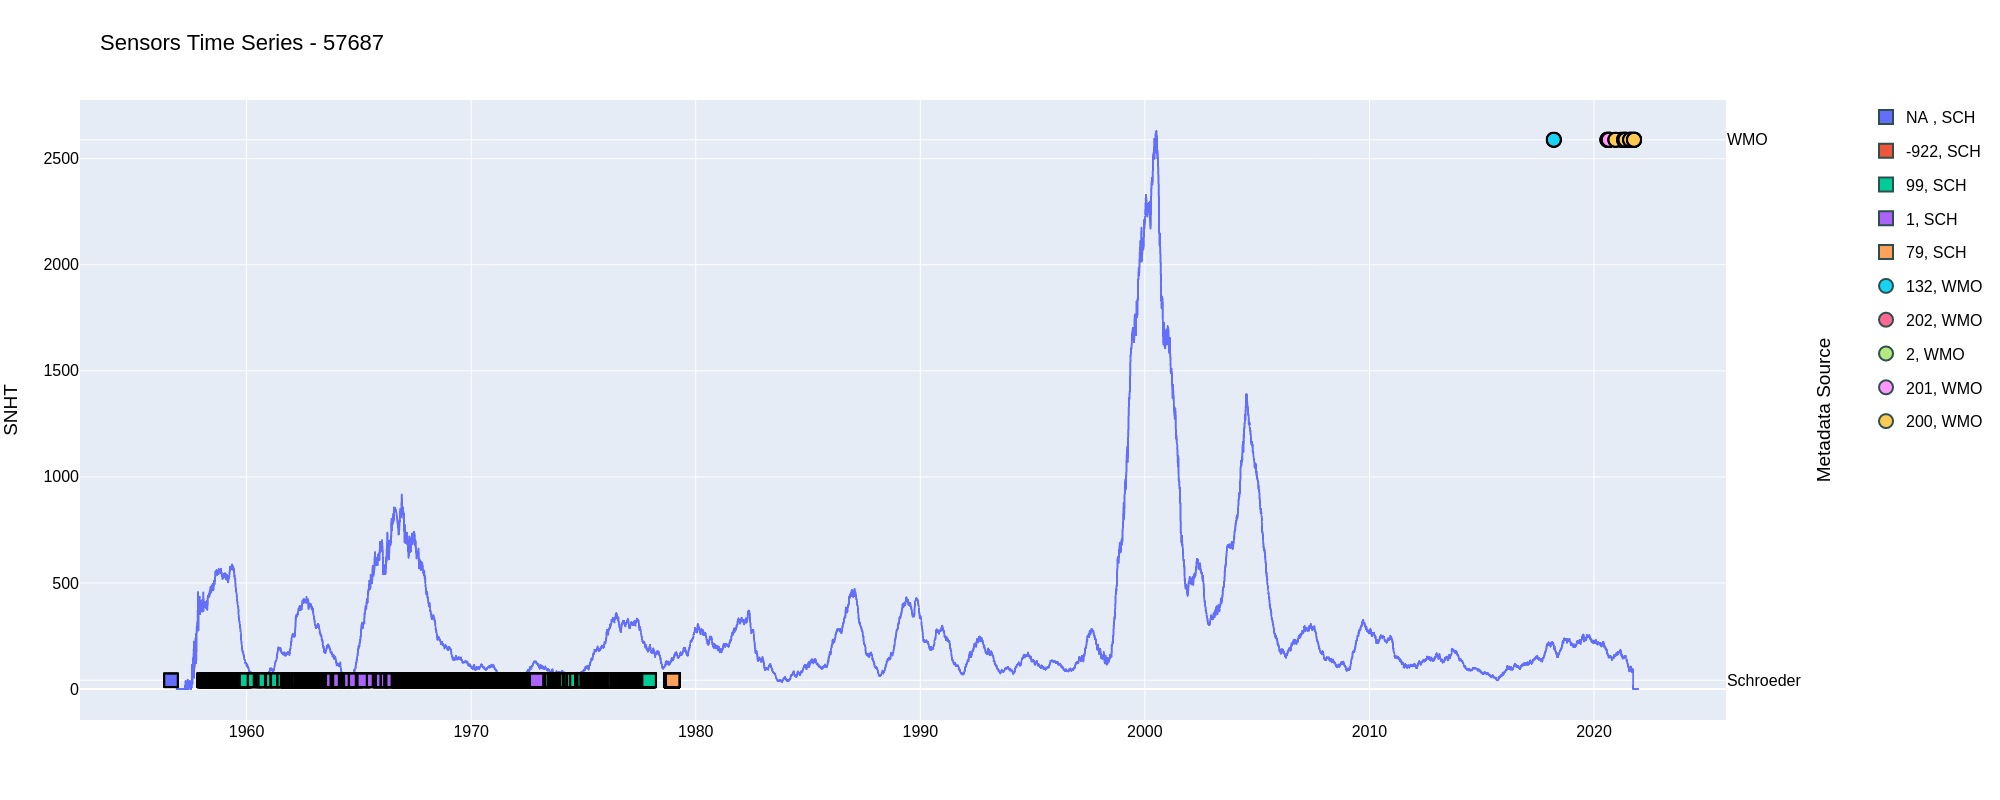 Sensors Time Series - 57687
SNHT
2500
2000
1500
1000
500
0
1960
1970
1980
1990
2000
2010
2020
WMO
Schroeder
Metadata Source
NA , SCH
-922, SCH
99, SCH
1, SCH
79, SCH
132, WMO
202, WMO
2, WMO
201, WMO
200, WMO